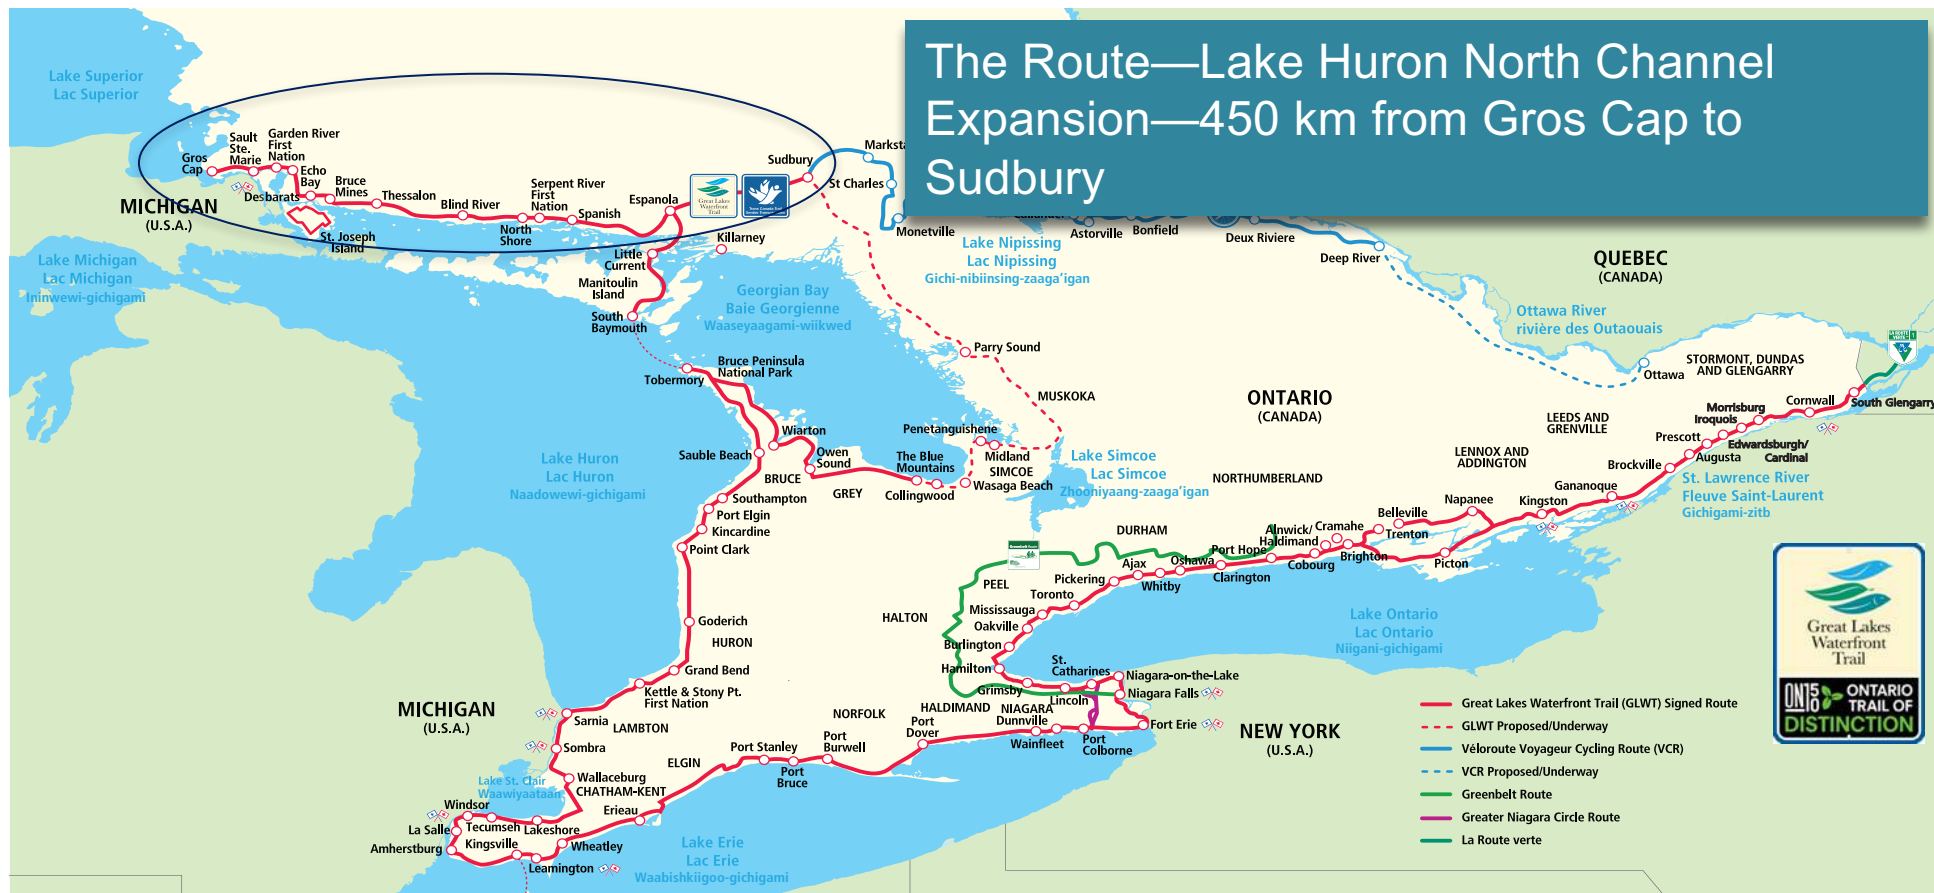 The Route—Lake Huron North Channel
Expansion—450 km from Gros Cap to
Sudbury
Lake Superior
Lac Superior
Gros
Cap
Sault
Ste.
Marie
Garden River
First
Nation
Echo
Bay
Desbarats
Bruce
Mines
St. Joseph
Island
Thessalon
Blind River
North
Shore
Serpent River
First
Nation
Spanish
Espanola
Great Lakes
Waterfront
Trail
Sudbury
St Charles
Monetville
Killarney
Little
Current
Manitoulin
Island
South
Baymouth
MICHIGAN
(U.S.A.)
Lake Michigan
Lac Michigan
Ininwewi-gichigami
Georgian Bay
Baie Georgienne
Waaseyaagami-wiikwed
Lake Nipissing
Lac Nipissing
Gichi-nibiinsing-zaaga'igan
Astorville
Bonfield
Deux Riviere
Deep River
QUEBEC
(CANADA)
Ottawa River
rivière des Outaouais
Ottawa
STORMONT, DUNDAS
AND GLENGARRY
South Glengarry
Cornwall
Morrisburg
Iroquois
Prescott
Edwardsburgh/
Cardinal
Augusta
Brockville
LEEDS AND
GRENVILLE
St. Lawrence River
Fleuve Saint-Laurent
Gichigami-zitb
Gananoque
Kingston
LENNOX AND
ADDINGTON
Napanee
Belleville
Trenton
Picton
Brighton
Cramahe
Alnwick/
Haldimand
Cobourg
Port Hope
NORTHUMBERLAND
ONTARIO
(CANADA)
Parry Sound
MUSKOKA
Tobermory
Bruce Peninsula
National Park
Wiarton
Owen
Sound
Sauble Beach
BRUCE
GREY
The Blue
Mountains
Collingwood
Penetanguishene
Midland
SIMCOE
Wasaga Beach
Lake Simcoe
Lac Simcoe
Zhooniyaang-zaaga'igan
Lake Huron
Lac Huron
Naadowewi-gichigami
Southampton
Port Elgin
Kincardine
Point Clark
Goderich
HURON
Grand Bend
Kettle & Stony Pt.
First Nation
Sarnia
LAMBTON
Sombra
MICHIGAN
(U.S.A.)
Lake St. Clair
Waawiyaataan
Wallaceburg
CHATHAM-KENT
Windsor
La Salle
Amherstburg
Tecumseh
Lakeshore
Kingsville
Leamington
Wheatley
Erieau
ELGIN
Port Stanley
Port
Bruce
Port
Burwell
NORFOLK
Port
Dover
HALDIMAND
Lake Erie
Lac Erie
Waabishkiigoo-gichigami
NIAGARA
Dunnville
Wainfleet
Port
Colborne
Fort Erie
Niagara Falls
Niagara-on-the-Lake
St.
Catharines
Lincoln
Grimsby
Hamilton
Burlington
Oakville
Mississauga
Toronto
HALTON
PEEL
DURHAM
Pickering
Ajax
Whitby
Oshawa
Clarington
Lake Ontario
Lac Ontario
Niigani-gichigami
NEW YORK
(U.S.A.)
Great Lakes Waterfront Trail (GLWT) Signed Route
GLWT Proposed/Underway
Véloroute Voyageur Cycling Route (VCR)
VCR Proposed/Underway
Greenbelt Route
Greater Niagara Circle Route
La Route verte
Great Lakes
Waterfront
Trail
ONTARIO
TRAIL OF
DISTINCTION